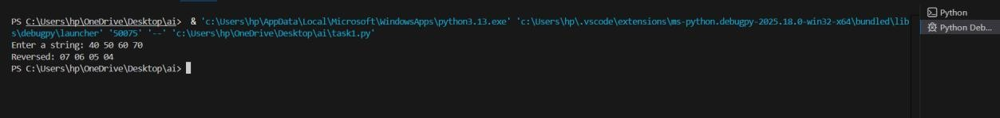 PS C:\Users\hp\OneDrive\Desktop\ai>  & 'c:\Users\hp\AppData\Local\Microsoft\WindowsApps\python3.13.exe' 'c:\Users\hp\.vscode\extensions\ms-python.debugpy-2025.18.0-win32-x64\bundled\lib
s\debugpy\launcher' '50075' '--' 'c:\Users\hp\OneDrive\Desktop\ai\task1.py'
Enter a string: 40 50 60 70
Reversed: 07 06 05 04
PS C:\Users\hp\OneDrive\Desktop\ai>
Python
Python Deb...